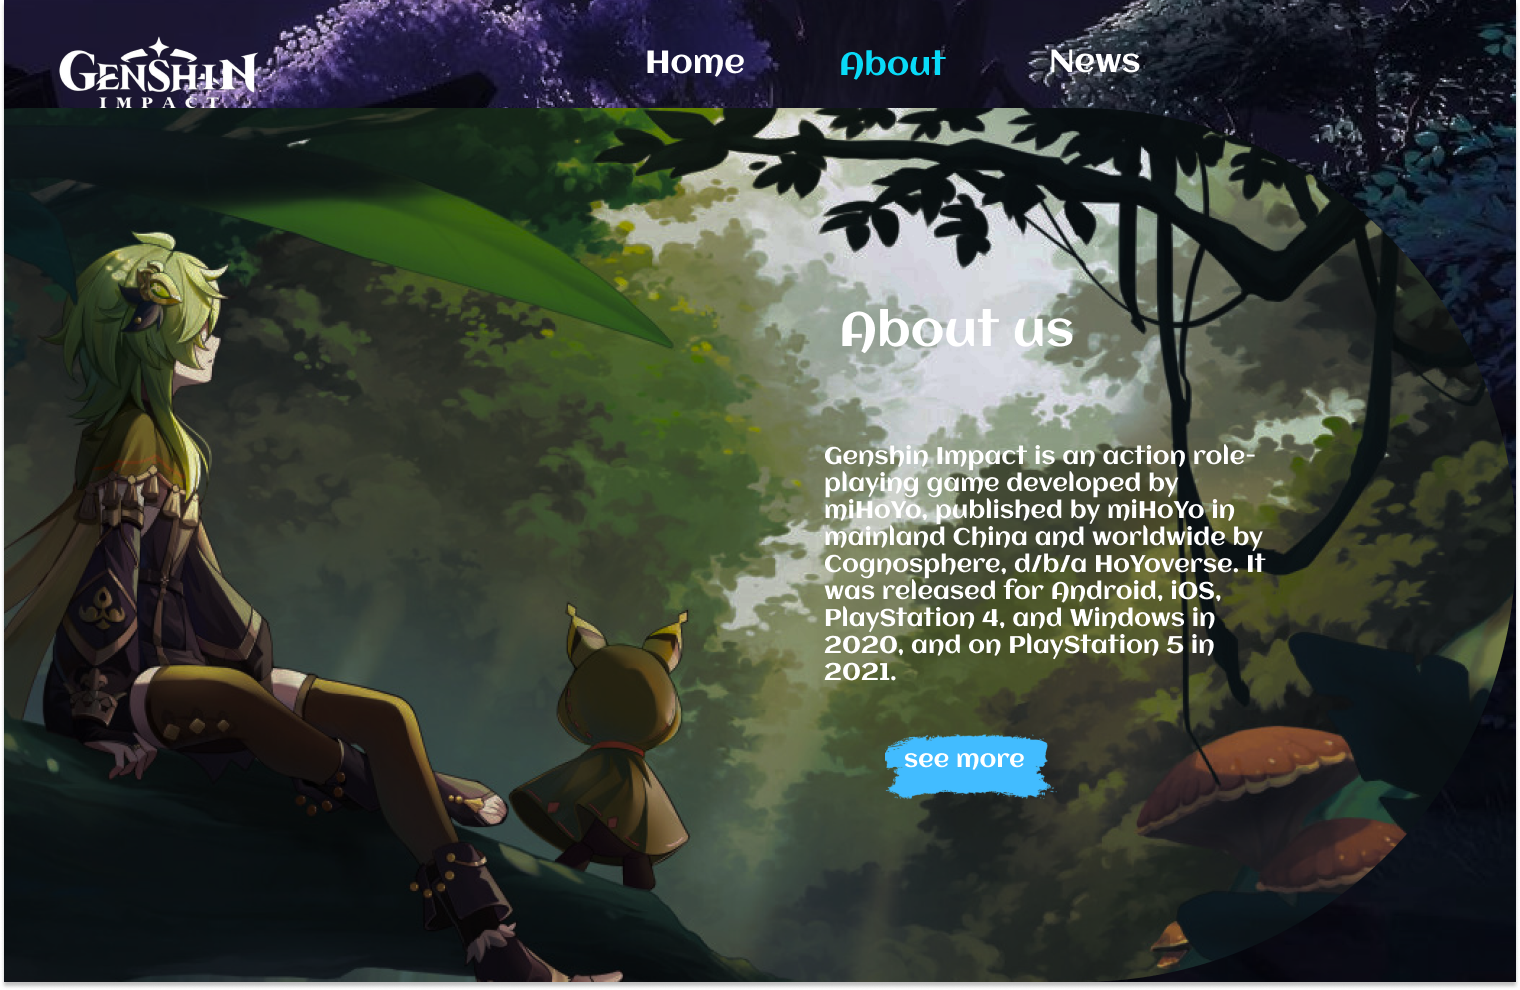 GENSHIN
IMPACT
Home
About
News
About us
Genshin Impact is an action role-
playing game developed by
miHoYo, published by miHoYo in
mainland China and worldwide by
Cognosphere, d/b/a HoYoverse. It
was released for Android, iOS,
PlayStation 4, and Windows in
2020, and on PlayStation 5 in
2021.
see more